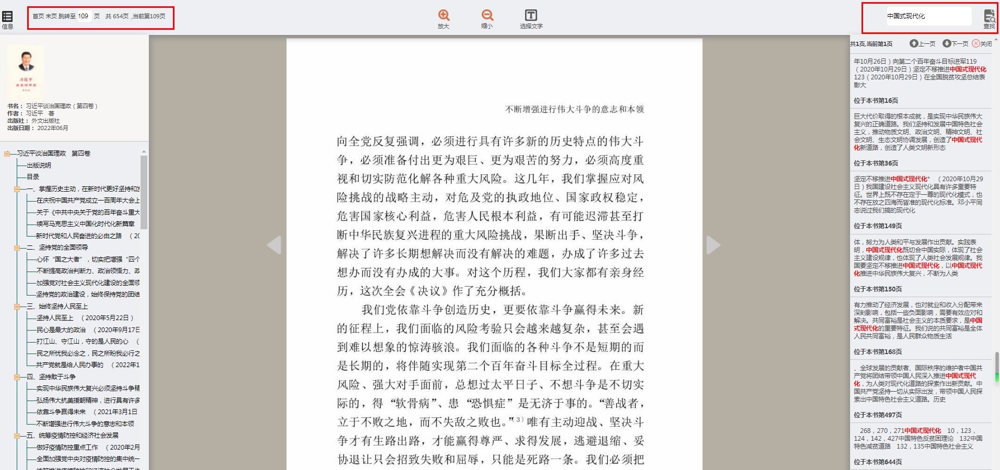 信息
首页 末页 跳转至 109 页 共 654页 ,当前第109页
放大
缩小
选择文字
中国式现代化
查找
习近平
书名： 习近平谈治国理政（第四卷）
作者： 习近平 著
出版社： 外文出版社
出版日期： 2022年06月
习近平谈治国理政 第四卷
出版说明
目录
一、掌握历史主动，在新时代更好坚持和发
在庆祝中国共产党成立一百周年大会上
关于《中共中央关于党的百年奋斗重大
续写马克思主义中国化时代化新篇章
新时代党和人民奋进的必由之路 （20
二、坚持党的全面领导
心怀“国之大者”，切实把增强“四个
不断提高政治判断力、政治领悟力、政
加强党对社会主义现代化建设的全面领
坚持党的政治建设，始终保持党的团结
三、始终坚持人民至上
坚持人民至上 （2020年5月22日）
民心是最大的政治 （2020年9月17日
打江山、守江山，守的是人民的心 （
民之所忧我必念之，民之所盼我必行之
共产党就是给人民办事的 （2022年1
四、坚持敢于斗争
实现中华民族伟大复兴必须坚持斗争精
弘扬伟大抗美援朝精神，进行具有许多
依靠斗争赢得未来 （2021年3月1日
不断增强进行伟大斗争的意志和本领
五、统筹疫情防控和经济社会发展
做好疫情防控重点工作 （2020年2月
全面加强党中央对疫情防控的集中统一
不断增强进行伟大斗争的意志和本领
向全党反复强调，必须进行具有许多新的历史特点的伟大斗
争，必须准备付出更为艰巨、更为艰苦的努力，必须高度重
视和切实防范化解各种重大风险。这几年，我们掌握应对风
险挑战的战略主动，对危及党的执政地位、国家政权稳定，
危害国家核心利益，危害人民根本利益，有可能迟滞甚至打
断中华民族复兴进程的重大风险挑战，果断出手、坚决斗争，
解决了许多长期想解决而没有解决的难题，办成了许多过去
想办而没有办成的大事。对这个历程，我们大家都有亲身经
历，这次全会《决议》作了充分概括。
我们党依靠斗争创造历史，更要依靠斗争赢得未来。新
的征程上，我们面临的风险考验只会越来越复杂，甚至会遇
到难以想象的惊涛骇浪。我们面临的各种斗争不是短期的而
是长期的，将伴随实现第二个百年奋斗目标全过程。在重大
风险、强大对手面前，总想过太平日子、不想斗争是不切实
际的，得“软骨病”、患“恐惧症”是无济于事的。“善战者，
立于不败之地，而不失敌之败也。”〔3〕唯有主动迎战、坚决斗
争才有生路出路，才能赢得尊严、求得发展，逃避退缩、妥
协退让只会招致失败和屈辱，只能是死路一条。我们必须把
共1页,当前第1页 上一页 下一页 关闭
年10月26日）向第二个百年奋斗目标进军119
（2020年10月29日）坚定不移推进中国式现代化
123（2020年10月29日）在全国脱贫攻坚总结表
彰大
位于本书第16页
巨大代价取得的根本成就，是实现中华民族伟大
复兴的正确道路。我们坚持和发展中国特色社会
主义，推动物质文明、政治文明、精神文明、社
会文明、生态文明协调发展，创造了中国式现代
化新道路，创造了人类文明新形态
位于本书第36页
坚定不移推进中国式现代化* （2020年10月29
日）我国建设社会主义现代化具有许多重要特
征。世界上既不存在定于一尊的现代化模式，也
不存在放之四海而皆准的现代化标准。邓小平同
志说过我们搞的现代化
位于本书第149页
体，努力为人类和平与发展作出贡献。实践表
明，中国式现代化既切合中国实际，体现了社会
主义建设规律，也体现了人类社会发展规律。我
国要坚定不移推进中国式现代化，以中国式现代
化推进中华民族伟大复兴，不断为人类
位于本书第150页
有力推动了经济发展，也对就业和收入分配带来
深刻影响，包括一些负面影响，需要有效应对和
解决。共同富裕是社会主义的本质要求，是中国
式现代化的重要特征。我们说的共同富裕是全体
人民共同富裕，是人民群众物质生活
位于本书第168页
、全球发展的贡献者、国际秩序的维护者中国共
产党将团结带领中国人民深入推进中国式现代
化，为人类对现代化道路的探索作出新贡献。中
国共产党坚持一切从实际出发，带领中国人民探
索出中国特色社会主义道路。历史
位于本书第497页
268，270，271中国式现代化 10，123，
124，142，427中国特色反贫困理论 132中国
特色减贫道路 132，135中国特色社会主义
位于本书第644页